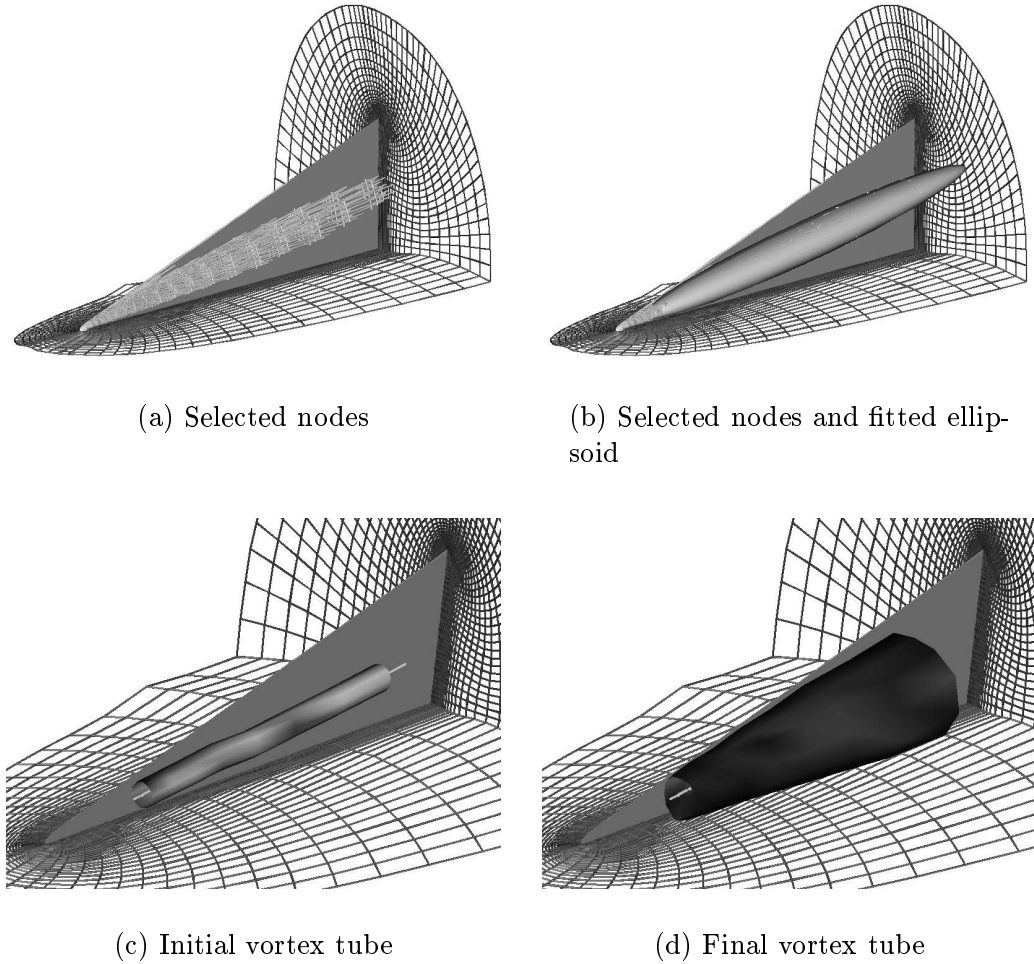 (a) Selected nodes
(b) Selected nodes and fitted ellip-
soid
(c) Initial vortex tube
(d) Final vortex tube